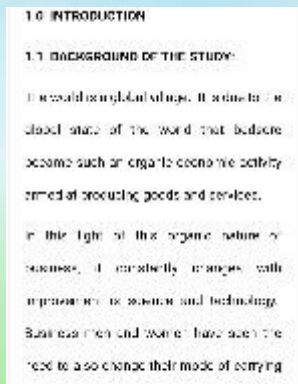 1.0 INTRODUCTION
1.1 BACKGROUND OF THE STUDY:
The world is a global village. It is due to the
global state of the world that
became such an organic economic activity
aimed at producing goods and services.
In this light of this organic nature of
business, it constantly changes with
improvement in science and technology.
Business men and women have seen the
need to also change their mode of carrying